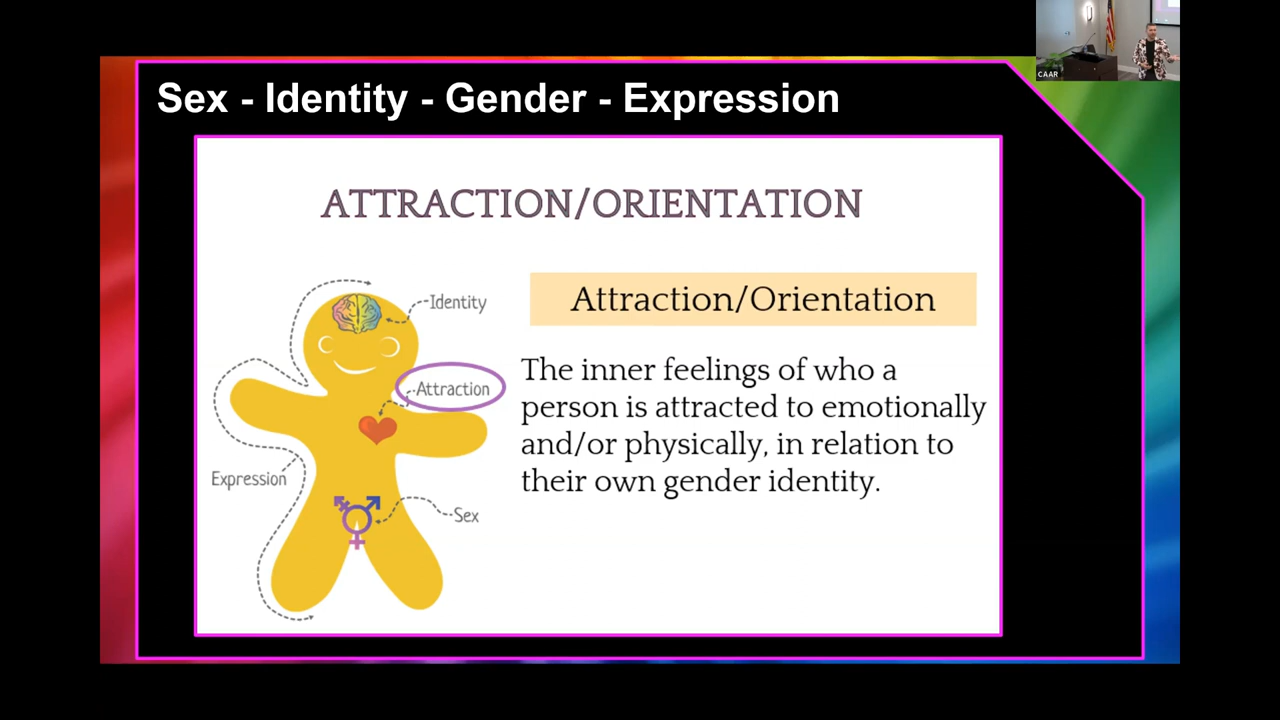 CAAR
Sex - Identity - Gender - Expression
ATTRACTION/ORIENTATION
Identity
Attraction/Orientation
Attraction
The inner feelings of who a
person is attracted to emotionally
and/or physically, in relation to
their own gender identity.
Expression
Sex